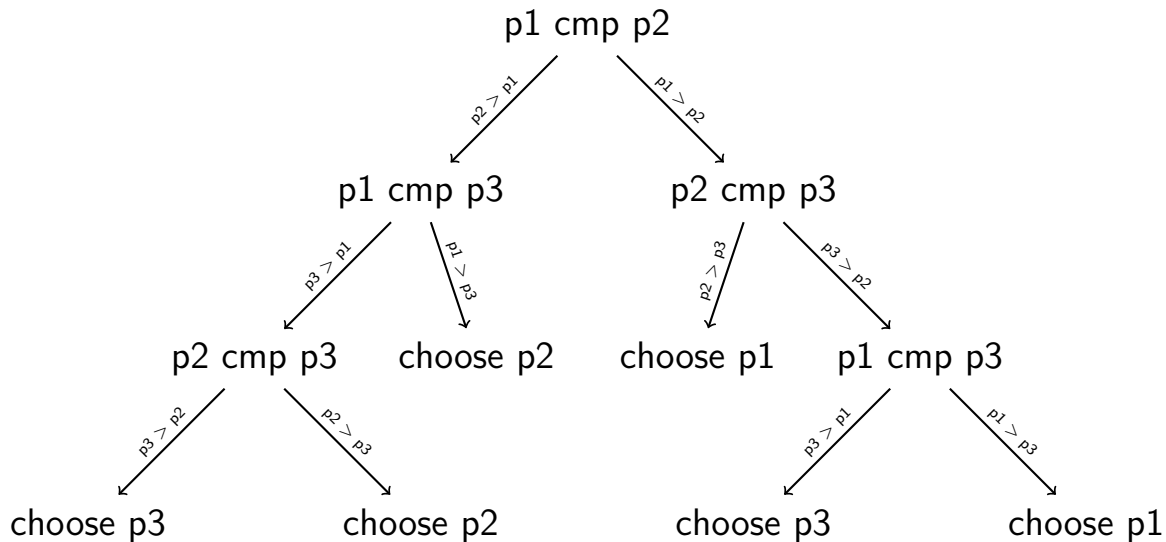 p1 cmp p2
p2 > p1
p1 > p2
p1 cmp p3
p2 cmp p3
p3 > p1
p1 > p3
p2 > p3
p3 > p2
p2 cmp p3
choose p2
choose p1
p1 cmp p3
p3 > p2
p2 > p3
p3 > p1
p1 > p3
choose p3
choose p2
choose p3
choose p1